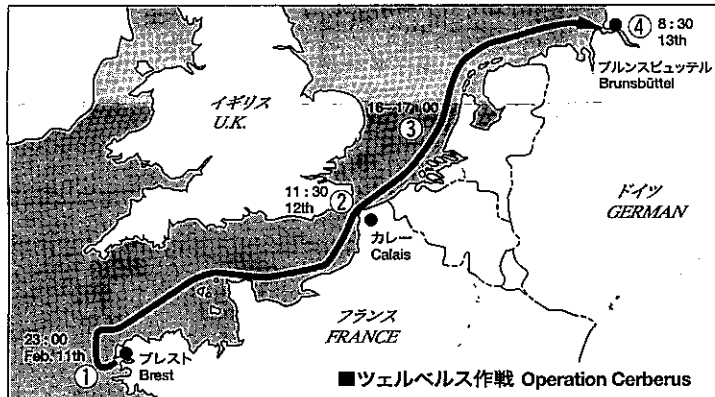 ④ 8:30
13th
ブルンスビュッテル
Brunsbüttel
イギリス
U.K.
16–17:00
③
11:30
12th
②
ドイツ
GERMAN
カレー
Calais
フランス
FRANCE
23:00
Feb. 11th
①
ブレスト
Brest
■ツェルベルス作戦 Operation Cerberus